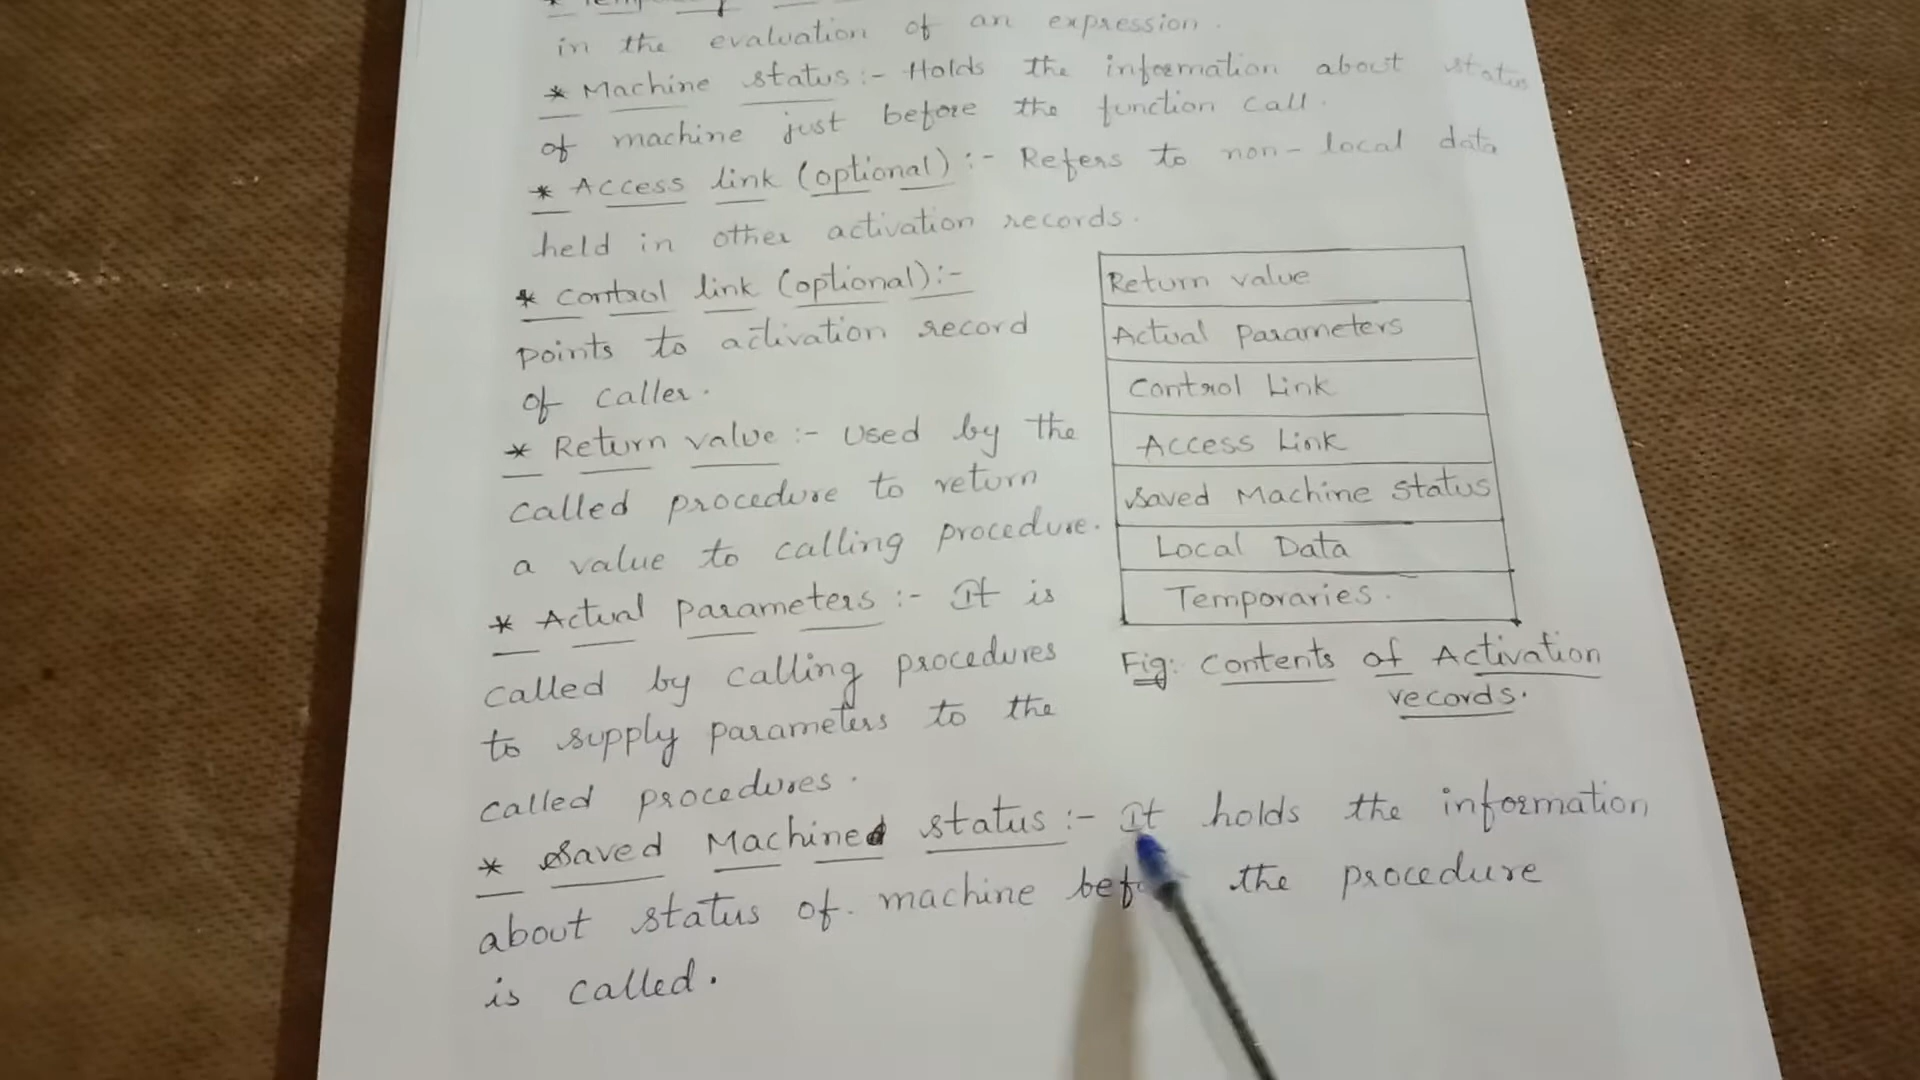 in the evaluation of an expression.
* Machine status :- Holds the information about status
of machine just before the function call.
* Access link (optional) :- Refers to non-local data
held in other activation records.
* control link (optional):-
points to activation record
of caller.
* Return value :- used by the
called procedure to return
a value to calling procedure.
* Actual parameters :- It is
called by calling procedures
to supply parameters to the
called procedures.
Return value
Actual parameters
Control Link
Access Link
Saved Machine Status
Local Data
Temporaries.
Fig: Contents of Activation
records.
* Saved Machined status :- It holds the information
about status of machine the procedure
is called.